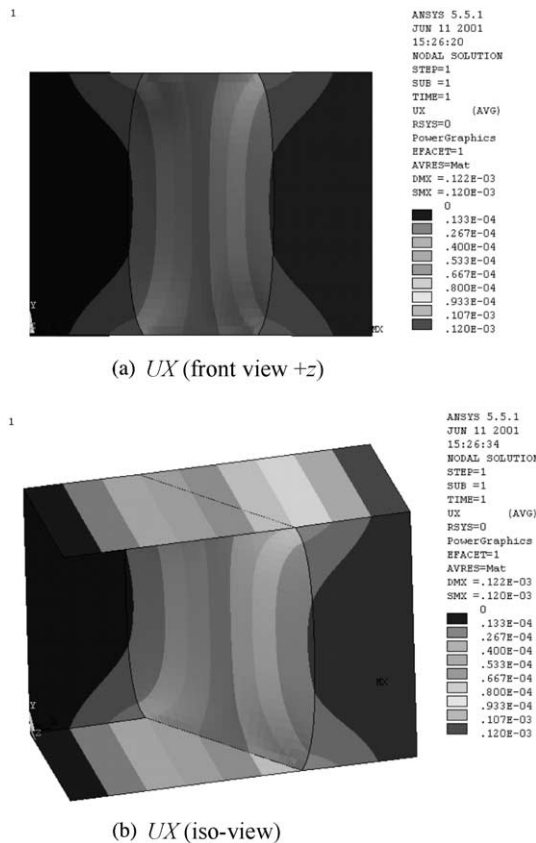 1
ANSYS 5.5.1
JUN 11 2001
15:26:20
NODAL SOLUTION
STEP=1
SUB =1
TIME=1
UX (AVG)
RSYS=0
PowerGraphics
EFACET=1
AVRES=Mat
DMX =.122E-03
SMX =.120E-03
0
.133E-04
.267E-04
.400E-04
.533E-04
.667E-04
.800E-04
.933E-04
.107E-03
.120E-03
Y
MX
(a) UX (front view +z)
1
ANSYS 5.5.1
JUN 11 2001
15:26:34
NODAL SOLUTION
STEP=1
SUB =1
TIME=1
UX (AVG)
RSYS=0
PowerGraphics
EFACET=1
AVRES=Mat
DMX =.122E-03
SMX =.120E-03
0
.133E-04
.267E-04
.400E-04
.533E-04
.667E-04
.800E-04
.933E-04
.107E-03
.120E-03
MX
Y
Z
(b) UX (iso-view)